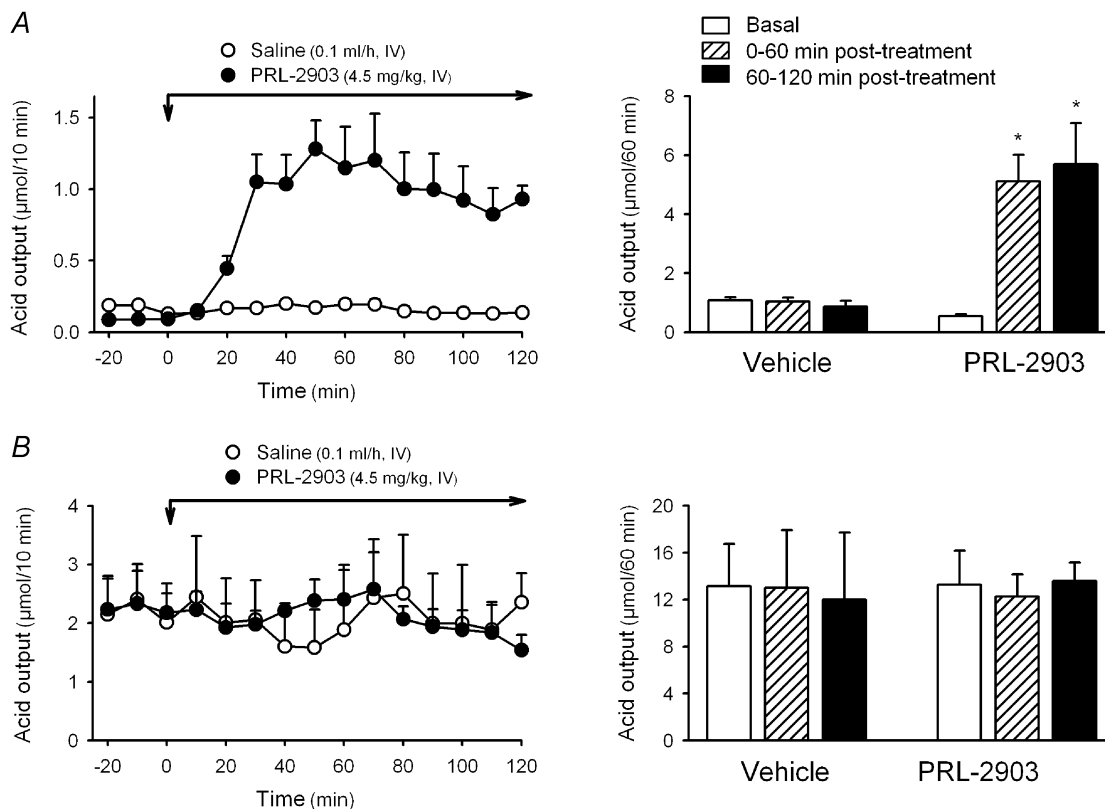 A
Saline (0.1 ml/h, IV)
PRL-2903 (4.5 mg/kg, IV)
Acid output (µmol/10 min)
1.5
1.0
0.5
0.0
-20 0 20 40 60 80 100 120
Time (min)
Basal
0-60 min post-treatment
60-120 min post-treatment
Acid output (µmol/60 min)
8
6
4
2
0
* *
Vehicle PRL-2903
B
Saline (0.1 ml/h, IV)
PRL-2903 (4.5 mg/kg, IV)
Acid output (µmol/10 min)
4
3
2
1
0
-20 0 20 40 60 80 100 120
Time (min)
Acid output (µmol/60 min)
20
16
12
8
4
0
Vehicle PRL-2903